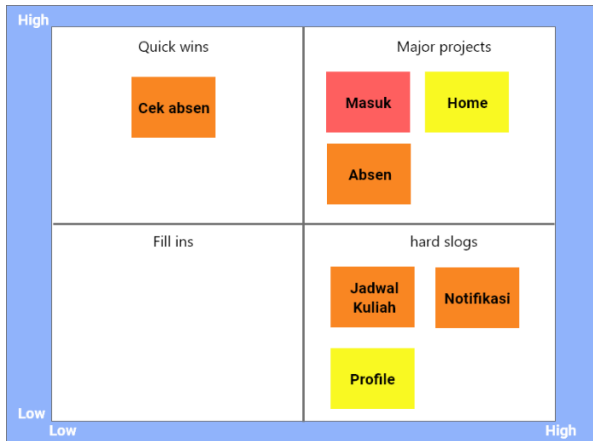 High
Quick wins
Major projects
Cek absen
Masuk
Home
Absen
Fill ins
hard slogs
Jadwal
Kuliah
Notifikasi
Profile
Low
Low
High